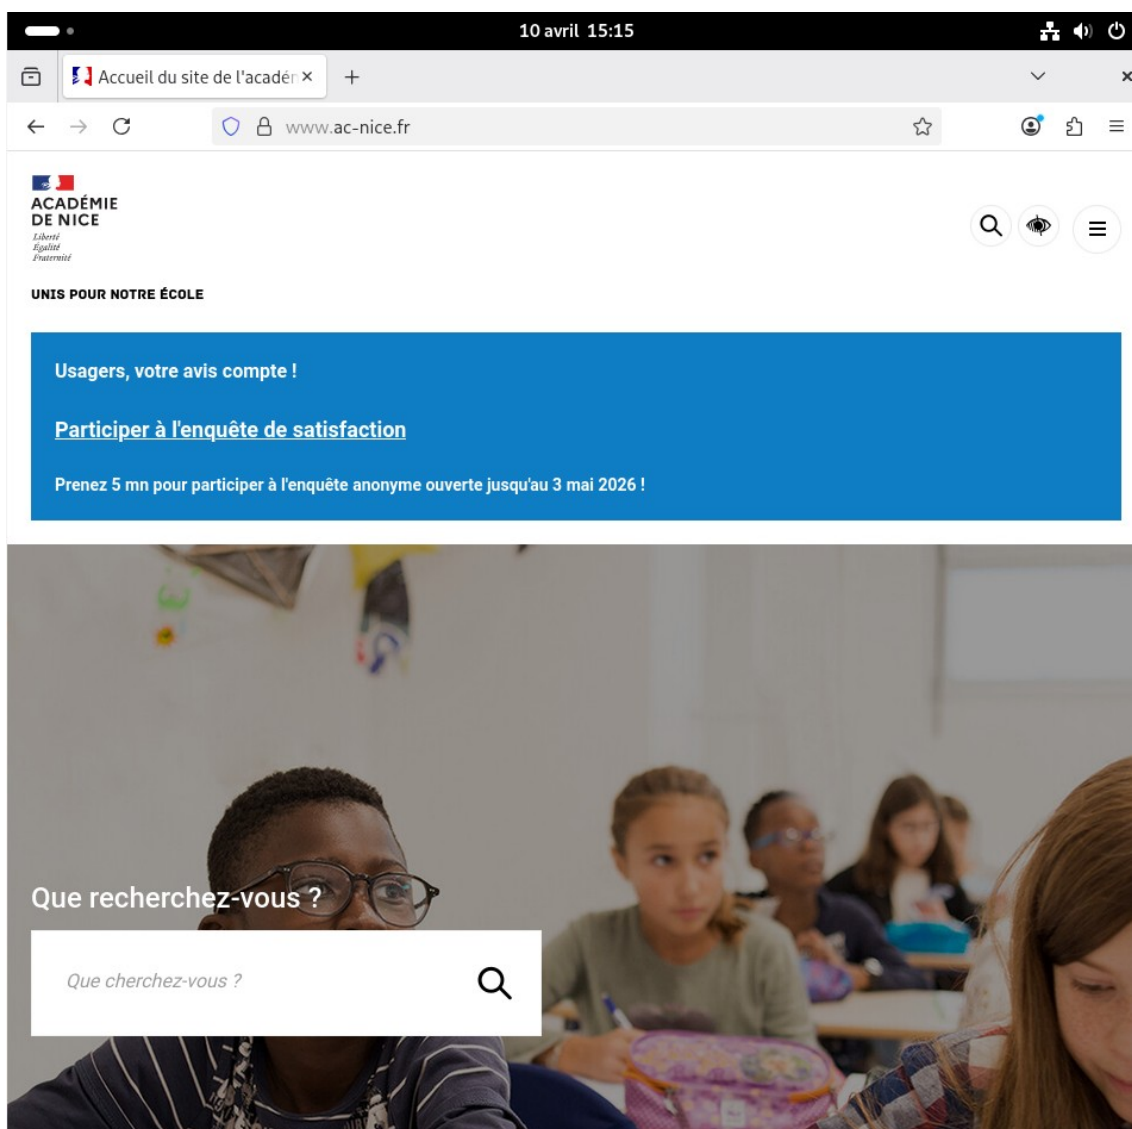 10 avril 15:15
Accueil du site de l'acadé
www.ac-nice.fr
ACADÉMIE
DE NICE
Liberté
Égalité
Fraternité
UNIS POUR NOTRE ÉCOLE
Usagers, votre avis compte !
Participer à l'enquête de satisfaction
Prenez 5 mn pour participer à l'enquête anonyme ouverte jusqu'au 3 mai 2026 !
Que recherchez-vous ?
Que cherchez-vous ?